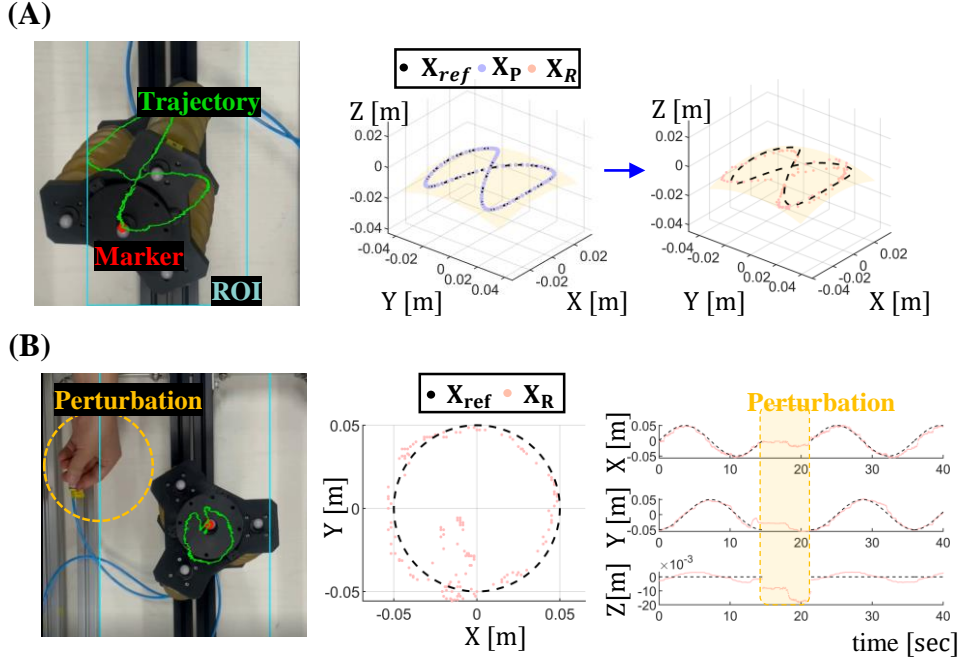 (A)
Trajectory
Marker
ROI
X_ref X_P X_R
Z [m]
0.02
0
-0.02
-0.04
-0.04
-0.02
0
0.02
0.04
Y [m]
-0.02
0
0.02
X [m]
Z [m]
0.02
0
-0.02
-0.04
-0.04
-0.02
0
0.02
0.04
Y [m]
-0.02
0
0.02
X [m]
(B)
Perturbation
X_ref X_R
0.05
0
-0.05
Y [m]
-0.05 0 0.05
X [m]
Perturbation
X [m]
0.05
0
-0.05
0 10 20 30 40
Y [m]
0.05
0
-0.05
0 10 20 30 40
Z [m]
×10^-3
0
-10
-20
0 10 20 30 40
time [sec]